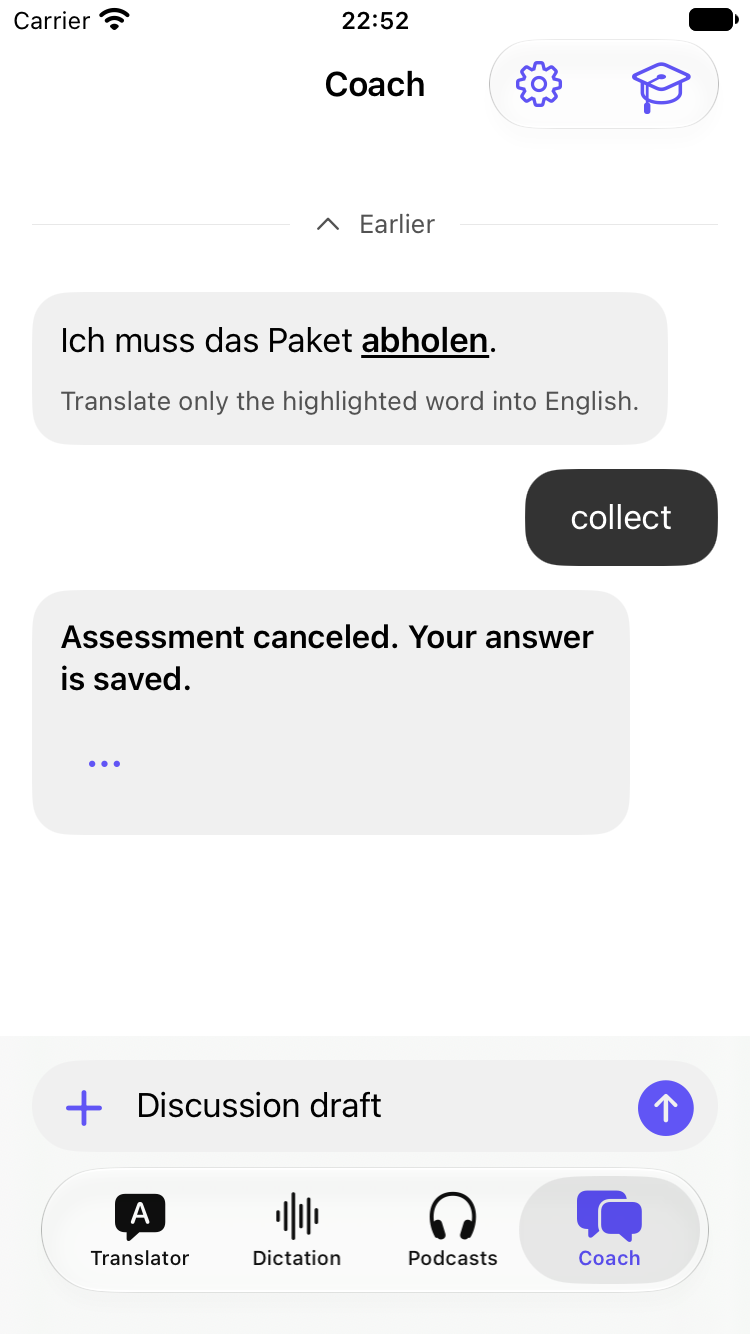 Carrier
22:52
Coach
Earlier
Ich muss das Paket abholen.
Translate only the highlighted word into English.
collect
Assessment canceled. Your answer
is saved.
...
Discussion draft
A
Translator
Dictation
Podcasts
Coach